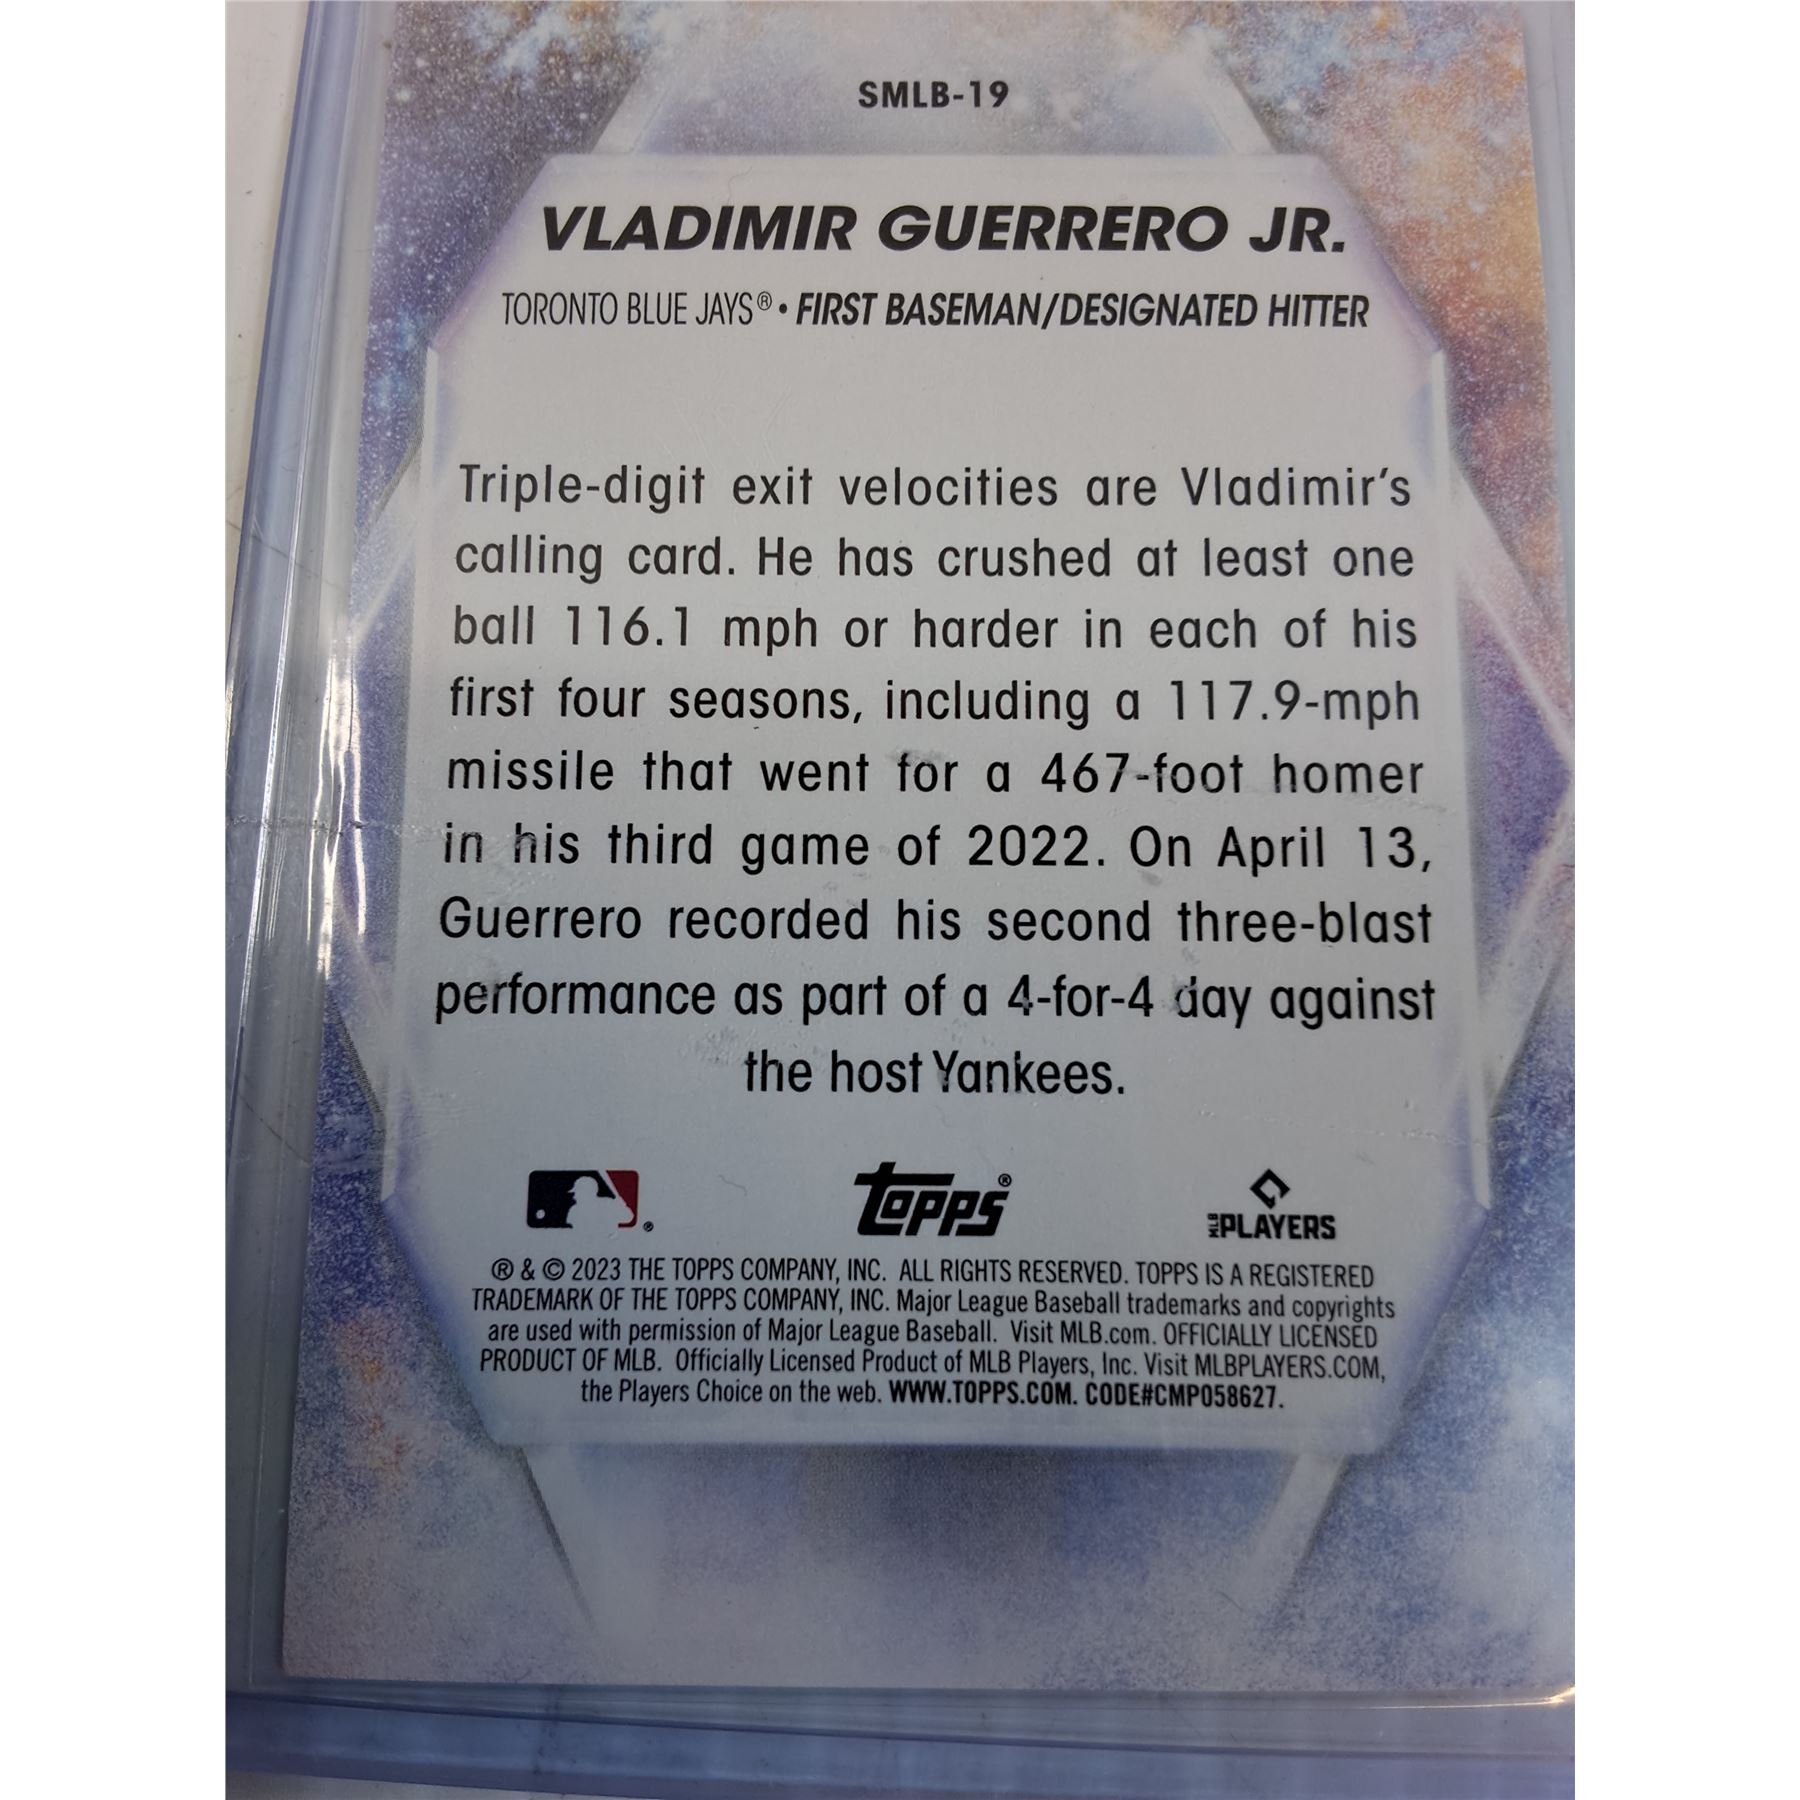 SMLB-19
VLADIMIR GUERRERO JR.
TORONTO BLUE JAYS® • FIRST BASEMAN/DESIGNATED HITTER
Triple-digit exit velocities are Vladimir's
calling card. He has crushed at least one
ball 116.1 mph or harder in each of his
first four seasons, including a 117.9-mph
missile that went for a 467-foot homer
in his third game of 2022. On April 13,
Guerrero recorded his second three-blast
performance as part of a 4-for-4 day against
the host Yankees.
®
topps®
MLB PLAYERS
® & © 2023 THE TOPPS COMPANY, INC. ALL RIGHTS RESERVED. TOPPS IS A REGISTERED
TRADEMARK OF THE TOPPS COMPANY, INC. Major League Baseball trademarks and copyrights
are used with permission of Major League Baseball. Visit MLB.com. OFFICIALLY LICENSED
PRODUCT OF MLB. Officially Licensed Product of MLB Players, Inc. Visit MLBPLAYERS.COM,
the Players Choice on the web. WWW.TOPPS.COM. CODE#CMP058627.